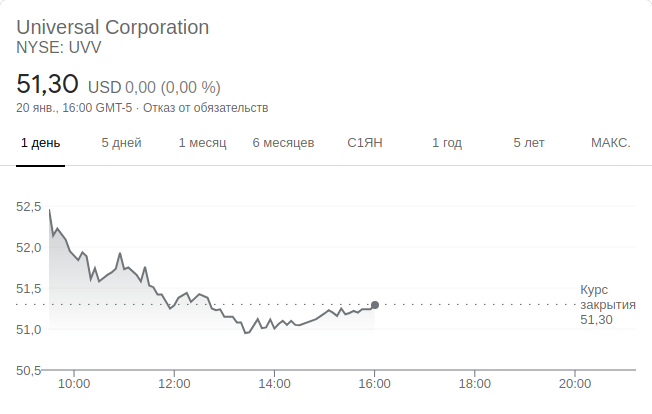 Universal Corporation
NYSE: UVV
51,30 USD 0,00 (0,00 %)
20 янв., 16:00 GMT-5 · Отказ от обязательств
1 день 5 дней 1 месяц 6 месяцев С1ЯН 1 год 5 лет МАКС.
52,5
52,0
51,5
51,0
50,5
Курс
закрытия
51,30
10:00 12:00 14:00 16:00 18:00 20:00